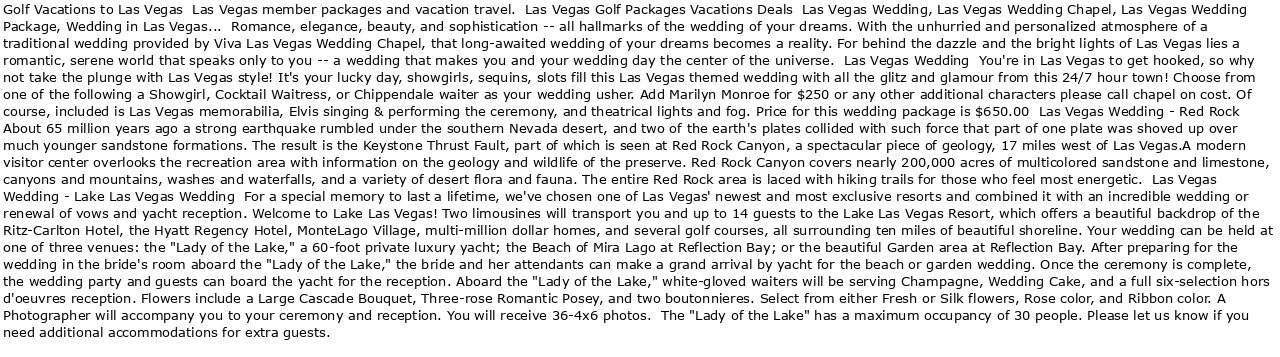 Golf Vacations to Las Vegas  Las Vegas member packages and vacation travel.  Las Vegas Golf Packages Vacations Deals  Las Vegas Wedding, Las Vegas Wedding Chapel, Las Vegas Wedding
Package, Wedding in Las Vegas...  Romance, elegance, beauty, and sophistication -- all hallmarks of the wedding of your dreams. With the unhurried and personalized atmosphere of a
traditional wedding provided by Viva Las Vegas Wedding Chapel, that long-awaited wedding of your dreams becomes a reality. For behind the dazzle and the bright lights of Las Vegas lies a
romantic, serene world that speaks only to you -- a wedding that makes you and your wedding day the center of the universe.  Las Vegas Wedding  You're in Las Vegas to get hooked, so why
not take the plunge with Las Vegas style! It's your lucky day, showgirls, sequins, slots fill this Las Vegas themed wedding with all the glitz and glamour from this 24/7 hour town! Choose from
one of the following a Showgirl, Cocktail Waitress, or Chippendale waiter as your wedding usher. Add Marilyn Monroe for $250 or any other additional characters please call chapel on cost. Of
course, included is Las Vegas memorabilia, Elvis singing & performing the ceremony, and theatrical lights and fog. Price for this wedding package is $650.00  Las Vegas Wedding - Red Rock
About 65 million years ago a strong earthquake rumbled under the southern Nevada desert, and two of the earth's plates collided with such force that part of one plate was shoved up over
much younger sandstone formations. The result is the Keystone Thrust Fault, part of which is seen at Red Rock Canyon, a spectacular piece of geology, 17 miles west of Las Vegas.A modern
visitor center overlooks the recreation area with information on the geology and wildlife of the preserve. Red Rock Canyon covers nearly 200,000 acres of multicolored sandstone and limestone,
canyons and mountains, washes and waterfalls, and a variety of desert flora and fauna. The entire Red Rock area is laced with hiking trails for those who feel most energetic.  Las Vegas
Wedding - Lake Las Vegas Wedding  For a special memory to last a lifetime, we've chosen one of Las Vegas' newest and most exclusive resorts and combined it with an incredible wedding or
renewal of vows and yacht reception. Welcome to Lake Las Vegas! Two limousines will transport you and up to 14 guests to the Lake Las Vegas Resort, which offers a beautiful backdrop of the
Ritz-Carlton Hotel, the Hyatt Regency Hotel, MonteLago Village, multi-million dollar homes, and several golf courses, all surrounding ten miles of beautiful shoreline. Your wedding can be held at
one of three venues: the "Lady of the Lake," a 60-foot private luxury yacht; the Beach of Mira Lago at Reflection Bay; or the beautiful Garden area at Reflection Bay. After preparing for the
wedding in the bride's room aboard the "Lady of the Lake," the bride and her attendants can make a grand arrival by yacht for the beach or garden wedding. Once the ceremony is complete,
the wedding party and guests can board the yacht for the reception. Aboard the "Lady of the Lake," white-gloved waiters will be serving Champagne, Wedding Cake, and a full six-selection hors
d'oeuvres reception. Flowers include a Large Cascade Bouquet, Three-rose Romantic Posey, and two boutonnieres. Select from either Fresh or Silk flowers, Rose color, and Ribbon color. A
Photographer will accompany you to your ceremony and reception. You will receive 36-4x6 photos.  The "Lady of the Lake" has a maximum occupancy of 30 people. Please let us know if you
need additional accommodations for extra guests.